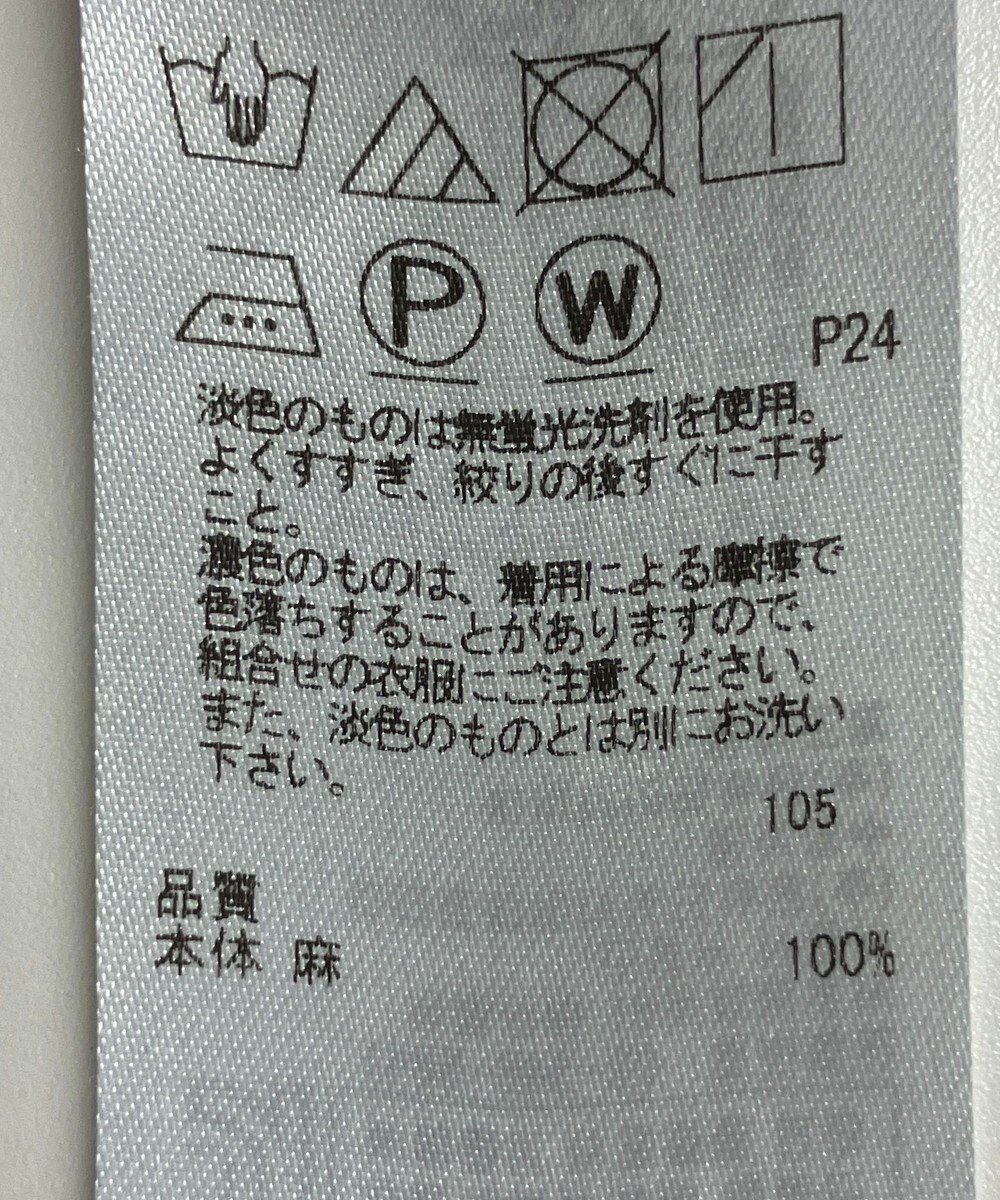 P W P24
淡色のものは無蛍光洗剤を使用。
よくすすぎ、絞りの後すぐに干す
こと。
濃色のものは、着用による摩擦で
色落ちすることがありますので、
組合せの衣服にご注意ください。
また、淡色のものとは別にお洗い
下さい。
105
品質
本体 麻 100%